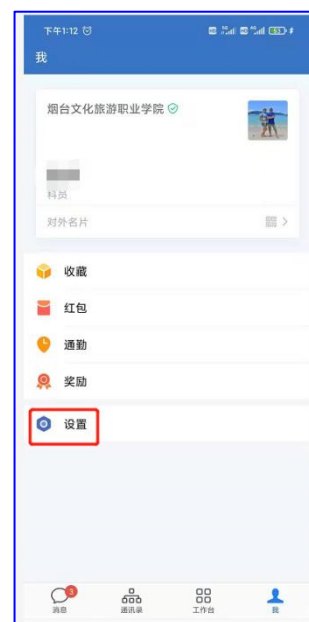 下午1:12
我
烟台文化旅游职业学院
科员
对外名片
收藏
红包
通勤
奖励
设置
3
消息
通讯录
工作台
我